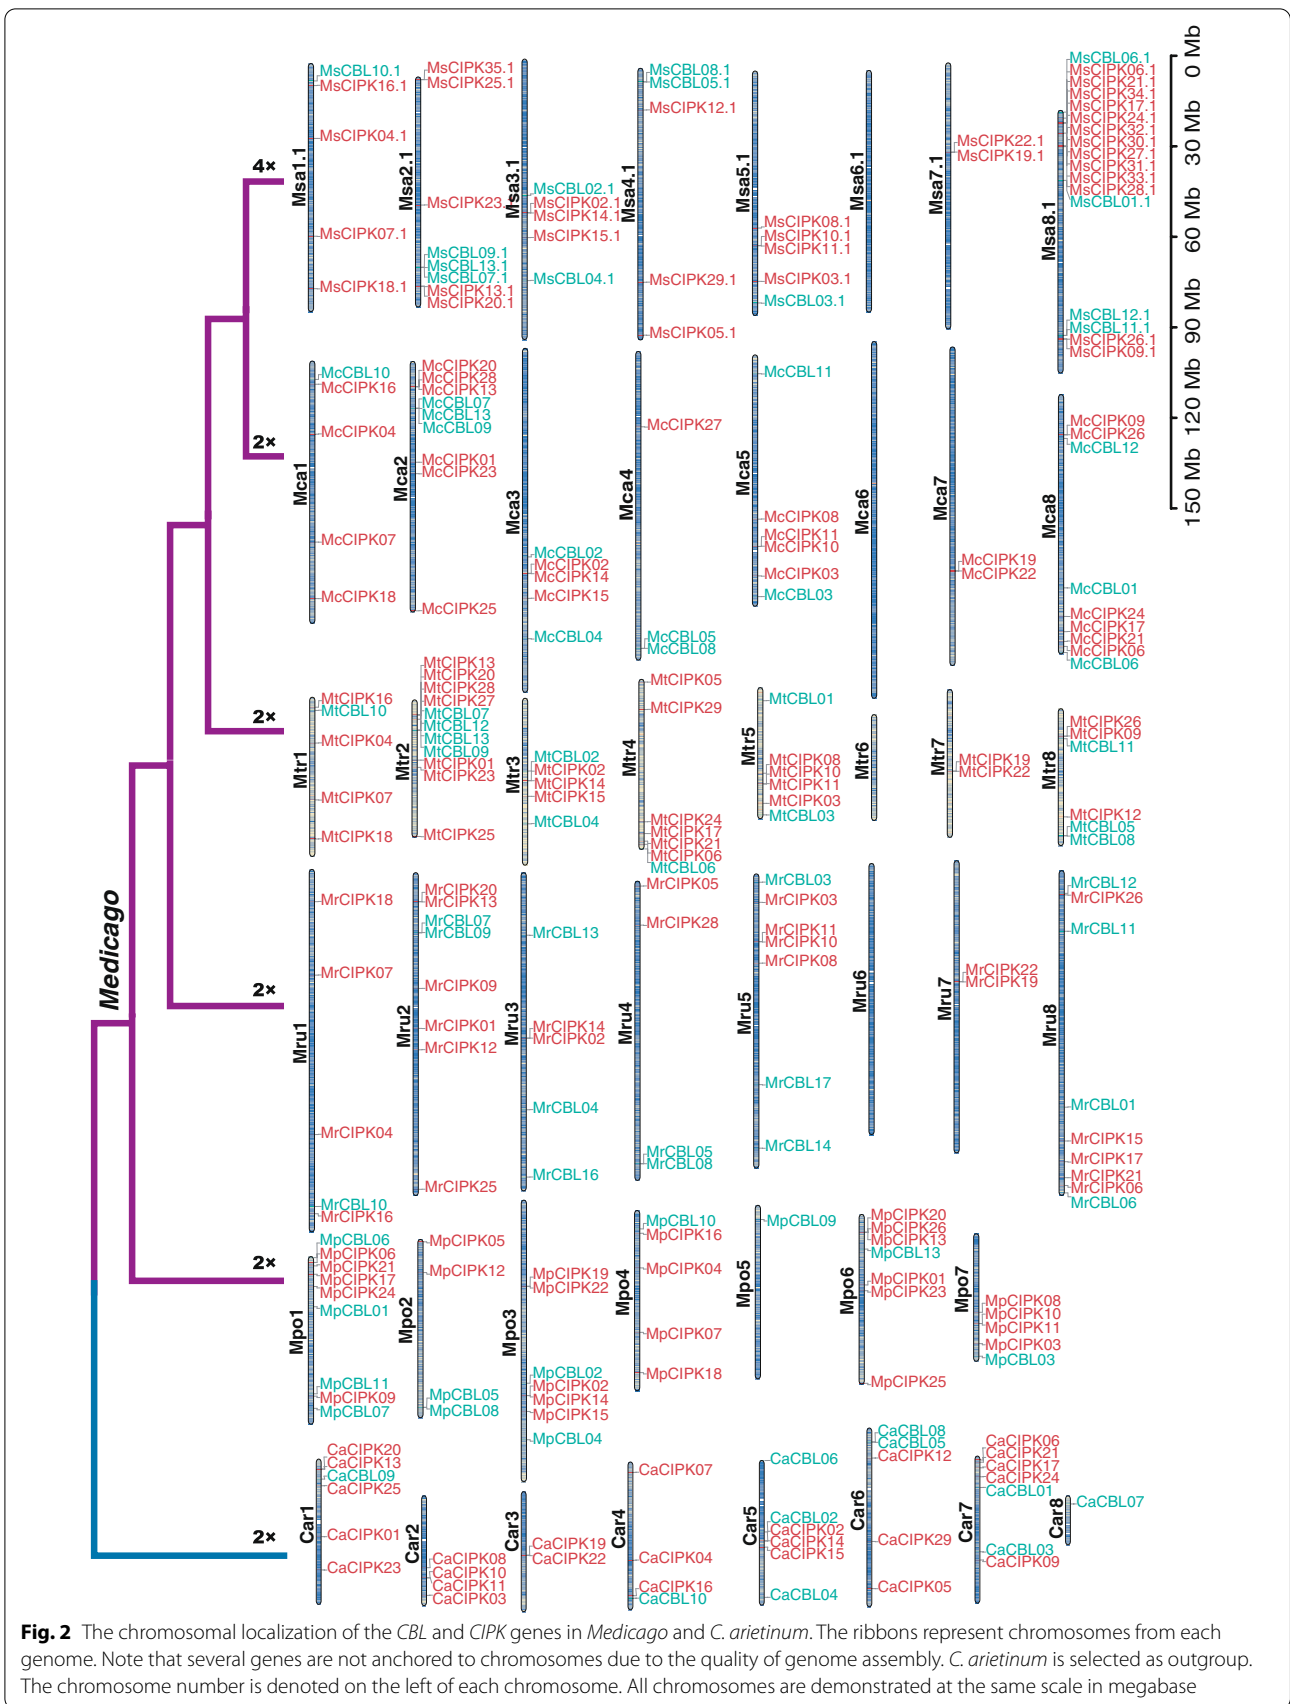 Medicago
4×
2×
2×
2×
2×
2×
0 Mb
30 Mb
60 Mb
90 Mb
120 Mb
150 Mb
Msa1.1
MsCBL10.1
MsCIPK16.1
MsCIPK04.1
MsCIPK07.1
MsCIPK18.1
Msa2.1
MsCIPK35.1
MsCIPK25.1
MsCIPK23.1
MsCBL09.1
MsCBL13.1
MsCBL07.1
MsCIPK13.1
MsCIPK20.1
Msa3.1
MsCBL02.1
MsCIPK02.1
MsCIPK14.1
MsCIPK15.1
MsCBL04.1
Msa4.1
MsCBL08.1
MsCBL05.1
MsCIPK12.1
MsCIPK29.1
MsCIPK05.1
Msa5.1
MsCIPK08.1
MsCIPK10.1
MsCIPK11.1
MsCIPK03.1
MsCBL03.1
Msa6.1
Msa7.1
MsCIPK22.1
MsCIPK19.1
Msa8.1
MsCBL06.1
MsCIPK06.1
MsCIPK21.1
MsCIPK34.1
MsCIPK17.1
MsCIPK24.1
MsCIPK32.1
MsCIPK30.1
MsCIPK27.1
MsCIPK31.1
MsCIPK33.1
MsCIPK28.1
MsCBL01.1
MsCBL12.1
MsCBL11.1
MsCIPK26.1
MsCIPK09.1
Mca1
McCBL10
McCIPK16
McCIPK04
McCIPK07
McCIPK18
Mca2
McCIPK20
McCIPK28
McCIPK13
McCBL07
McCBL13
McCBL09
McCIPK01
McCIPK23
McCIPK25
Mca3
McCBL02
McCIPK02
McCIPK14
McCIPK15
McCBL04
Mca4
McCIPK27
McCBL05
McCBL08
Mca5
McCBL11
McCIPK08
McCIPK11
McCIPK10
McCIPK03
McCBL03
Mca6
Mca7
McCIPK19
McCIPK22
Mca8
McCIPK09
McCIPK26
McCBL12
McCBL01
McCIPK24
McCIPK17
McCIPK21
McCIPK06
McCBL06
Mtr1
MtCIPK16
MtCBL10
MtCIPK04
MtCIPK07
MtCIPK18
Mtr2
MtCIPK13
MtCIPK20
MtCIPK28
MtCIPK27
MtCBL07
MtCBL12
MtCBL13
MtCBL09
MtCIPK01
MtCIPK23
MtCIPK25
Mtr3
MtCBL02
MtCIPK02
MtCIPK14
MtCIPK15
MtCBL04
Mtr4
MtCIPK05
MtCIPK29
MtCIPK24
MtCIPK17
MtCIPK21
MtCIPK06
MtCBL06
Mtr5
MtCBL01
MtCIPK08
MtCIPK10
MtCIPK11
MtCIPK03
MtCBL03
Mtr6
Mtr7
MtCIPK19
MtCIPK22
Mtr8
MtCIPK26
MtCIPK09
MtCBL11
MtCIPK12
MtCBL05
MtCBL08
Mru1
MrCIPK18
MrCIPK07
MrCIPK04
MrCBL10
MrCIPK16
Mru2
MrCIPK20
MrCIPK13
MrCBL07
MrCBL09
MrCIPK09
MrCIPK01
MrCIPK12
MrCIPK25
Mru3
MrCBL13
MrCIPK14
MrCIPK02
MrCBL04
MrCBL16
Mru4
MrCIPK05
MrCIPK28
MrCBL05
MrCBL08
Mru5
MrCBL03
MrCIPK03
MrCIPK11
MrCIPK10
MrCIPK08
MrCBL17
MrCBL14
Mru6
Mru7
MrCIPK22
MrCIPK19
Mru8
MrCBL12
MrCIPK26
MrCBL11
MrCBL01
MrCIPK15
MrCIPK17
MrCIPK21
MrCIPK06
MrCBL06
Mpo1
MpCBL06
MpCIPK06
MpCIPK21
MpCIPK17
MpCIPK24
MpCBL01
MpCBL11
MpCIPK09
MpCBL07
Mpo2
MpCIPK05
MpCIPK12
MpCBL05
MpCBL08
Mpo3
MpCIPK19
MpCIPK22
MpCBL02
MpCIPK02
MpCIPK14
MpCIPK15
MpCBL04
Mpo4
MpCBL10
MpCIPK16
MpCIPK04
MpCIPK07
MpCIPK18
Mpo5
MpCBL09
Mpo6
MpCIPK20
MpCIPK26
MpCIPK13
MpCBL13
MpCIPK01
MpCIPK23
MpCIPK25
Mpo7
MpCIPK08
MpCIPK10
MpCIPK11
MpCIPK03
MpCBL03
Car1
CaCIPK20
CaCIPK13
CaCBL09
CaCIPK25
CaCIPK01
CaCIPK23
Car2
CaCIPK08
CaCIPK10
CaCIPK11
CaCIPK03
Car3
CaCIPK19
CaCIPK22
Car4
CaCIPK07
CaCIPK04
CaCIPK16
CaCBL10
Car5
CaCBL06
CaCBL02
CaCIPK02
CaCIPK14
CaCIPK15
CaCBL04
Car6
CaCBL08
CaCBL05
CaCIPK12
CaCIPK29
CaCIPK05
Car7
CaCIPK06
CaCIPK21
CaCIPK17
CaCIPK24
CaCBL01
CaCBL03
CaCIPK09
Car8
CaCBL07
Fig. 2 The chromosomal localization of the CBL and CIPK genes in Medicago and C. arietinum. The ribbons represent chromosomes from each
genome. Note that several genes are not anchored to chromosomes due to the quality of genome assembly. C. arietinum is selected as outgroup.
The chromosome number is denoted on the left of each chromosome. All chromosomes are demonstrated at the same scale in megabase